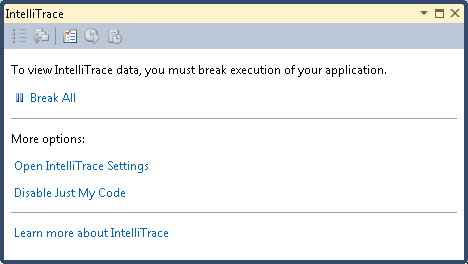 IntelliTrace
To view IntelliTrace data, you must break execution of your application.
Break All
More options:
Open IntelliTrace Settings
Disable Just My Code
Learn more about IntelliTrace